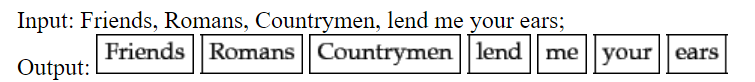 Input: Friends, Romans, Countrymen, lend me your ears;
Output: Friends Romans Countrymen lend me your ears